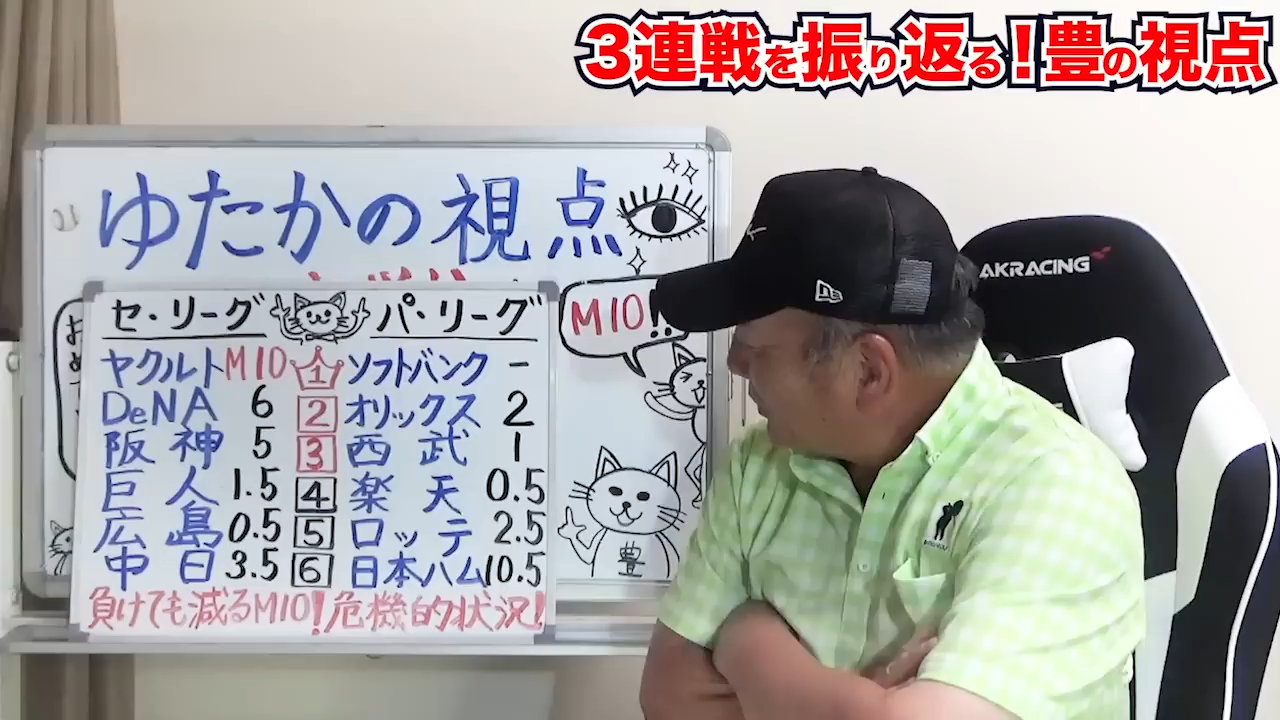 3連戦を振り返る!豊の視点
ゆたかの視点
M10!!
セ・リーグ パ・リーグ
ヤクルト M10 1 ソフトバンク -
DeNA 6 2 オリックス 2
阪神 5 3 西武 1
巨人 1.5 4 楽天 0.5
広島 0.5 5 ロッテ 2.5
中日 3.5 6 日本ハム 10.5
負けても減るM10!危機的状況!
豊
AKRACING